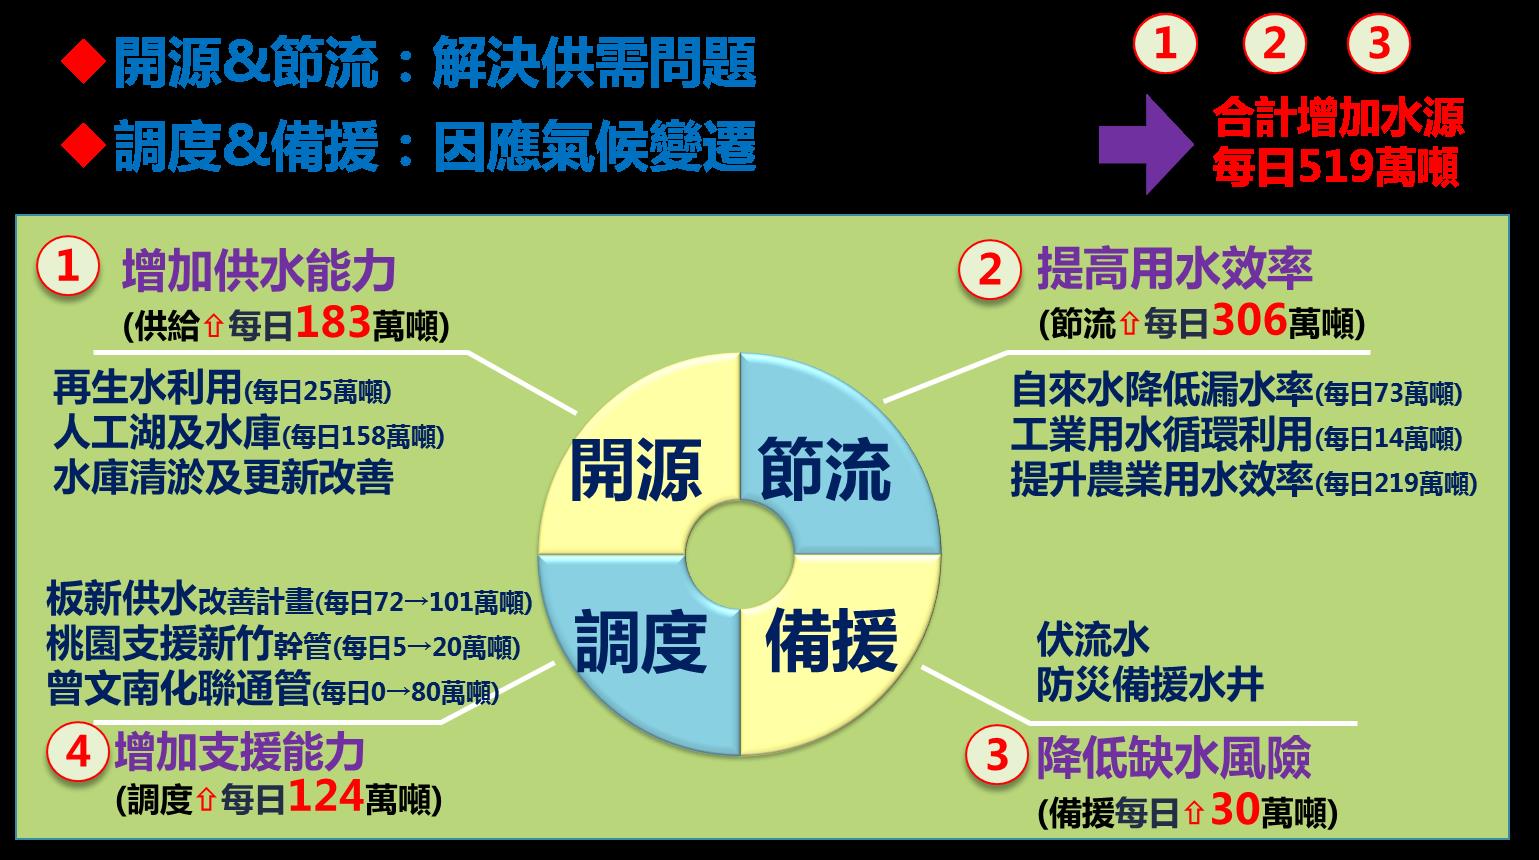 ◆開源&節流：解決供需問題
◆調度&備援：因應氣候變遷
1 2 3
合計增加水源
每日519萬噸
1 增加供水能力
(供給⇧每日183萬噸)
再生水利用(每日25萬噸)
人工湖及水庫(每日158萬噸)
水庫清淤及更新改善
2 提高用水效率
(節流⇧每日306萬噸)
自來水降低漏水率(每日73萬噸)
工業用水循環利用(每日14萬噸)
提升農業用水效率(每日219萬噸)
開源
節流
調度
備援
板新供水改善計畫(每日72→101萬噸)
桃園支援新竹幹管(每日5→20萬噸)
曾文南化聯通管(每日0→80萬噸)
4 增加支援能力
(調度⇧每日124萬噸)
伏流水
防災備援水井
3 降低缺水風險
(備援每日⇧30萬噸)